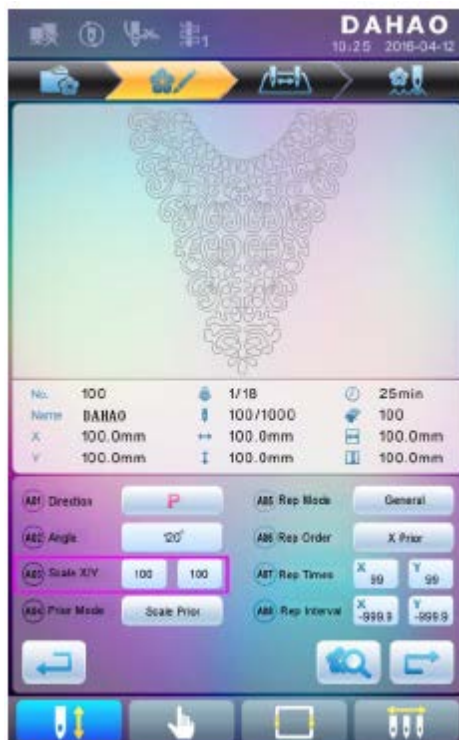 DAHAO
1
10:25 2016-04-12
No. 100 1/18 25min
Name DAHAO 100/1000 100
X 100.0mm 100.0mm 100.0mm
Y 100.0mm 100.0mm 100.0mm
A01 Direction P A05 Rep Mode General
A02 Angle 120° A06 Rep Order X Prior
A03 Scale X/Y 100 100 A07 Rep Times X 99 Y 99
A04 Prior Mode Scale Prior A08 Rep Interval X -999.9 Y -999.9